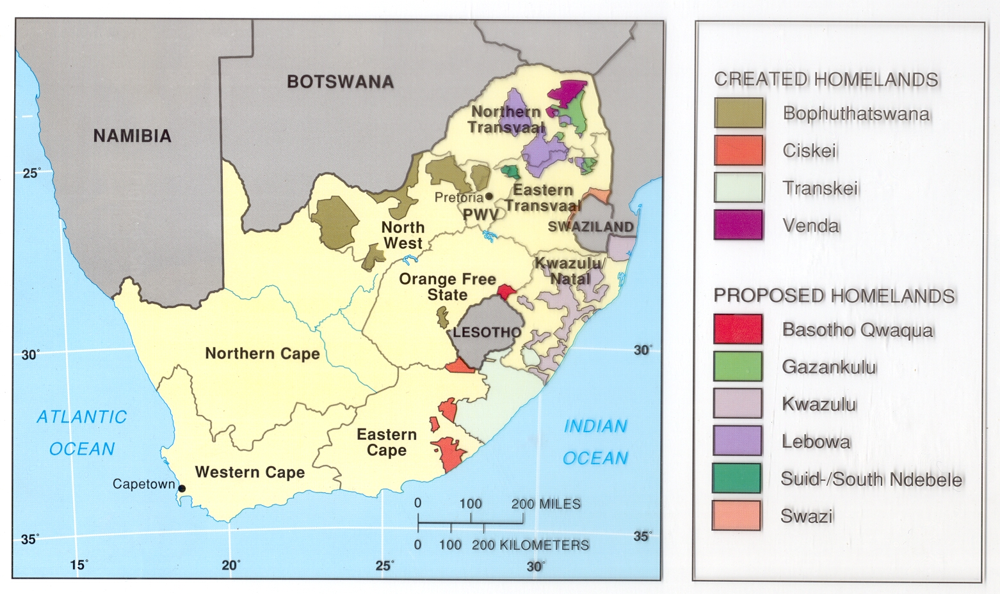 BOTSWANA
NAMIBIA
Northern
Transvaal
25°
Pretoria
PWV
Eastern
Transvaal
SWAZILAND
North
West
Kwazulu/
Natal
Orange Free
State
LESOTHO
30°
Northern Cape
30°
ATLANTIC
OCEAN
INDIAN
OCEAN
Eastern
Cape
Western Cape
Capetown
0 100 200 MILES
0 100 200 KILOMETERS
35°
35°
15°
20°
25°
30°
CREATED HOMELANDS
Bophuthatswana
Ciskei
Transkei
Venda
PROPOSED HOMELANDS
Basotho Qwaqua
Gazankulu
Kwazulu
Lebowa
Suid-/South Ndebele
Swazi